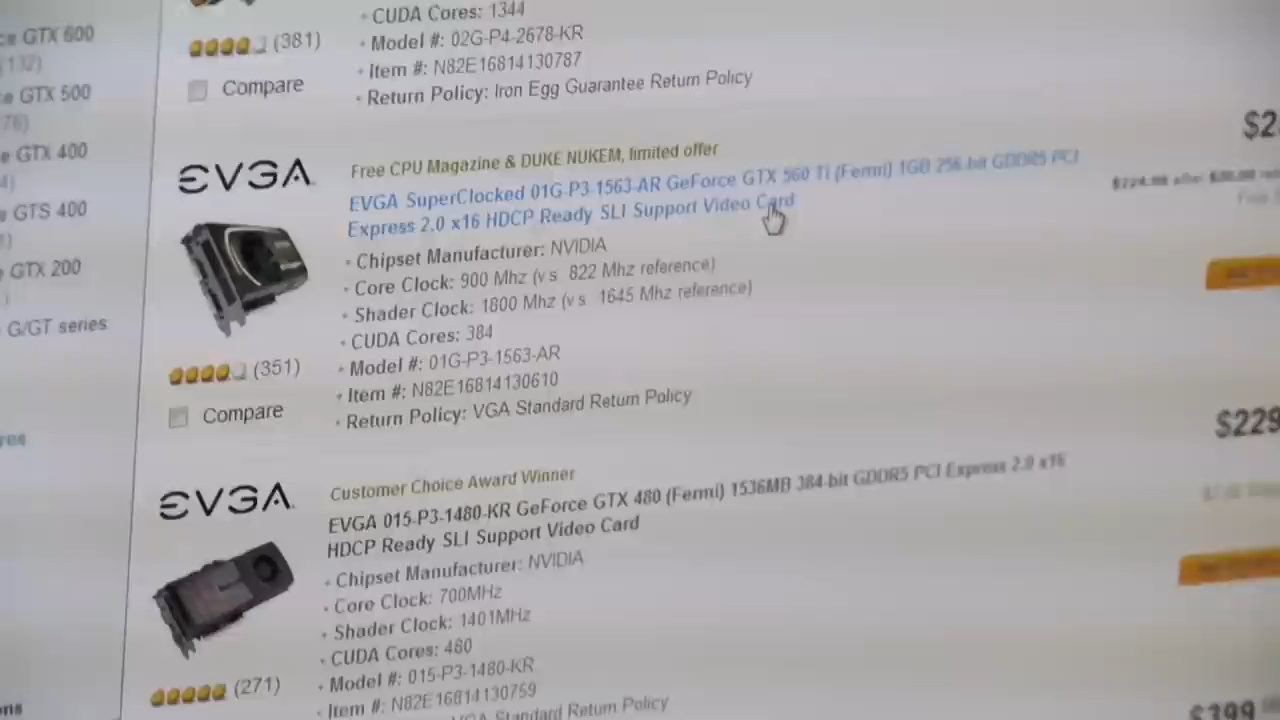 CUDA Cores: 1344
Model #: 02G-P4-2678-KR
Item #: N82E16814130787
Return Policy: Iron Egg Guarantee Return Policy
(381)
Compare
GTX 600
(132)
GTX 500
GTX 400
GTS 400
GTX 200
G/GT series
EVGA
Free CPU Magazine & DUKE NUKEM, limited offer
EVGA SuperClocked 01G-P3-1563-AR GeForce GTX 560 Ti (Fermi) 1GB 256-bit GDDR5 PCI
Express 2.0 x16 HDCP Ready SLI Support Video Card
Chipset Manufacturer: NVIDIA
Core Clock: 900 Mhz (vs 822 Mhz reference)
Shader Clock: 1800 Mhz (vs 1645 Mhz reference)
CUDA Cores: 384
Model #: 01G-P3-1563-AR
Item #: N82E16814130610
Return Policy: VGA Standard Return Policy
(351)
Compare
$2
EVGA
Customer Choice Award Winner
EVGA 015-P3-1480-KR GeForce GTX 480 (Fermi) 1536MB 384-bit GDDR5 PCI Express 2.0 x16
HDCP Ready SLI Support Video Card
Chipset Manufacturer: NVIDIA
Core Clock: 700MHz
Shader Clock: 1401MHz
CUDA Cores: 480
Model #: 015-P3-1480-KR
Item #: N82E16814130759
VGA Standard Return Policy
(271)
$229
$399